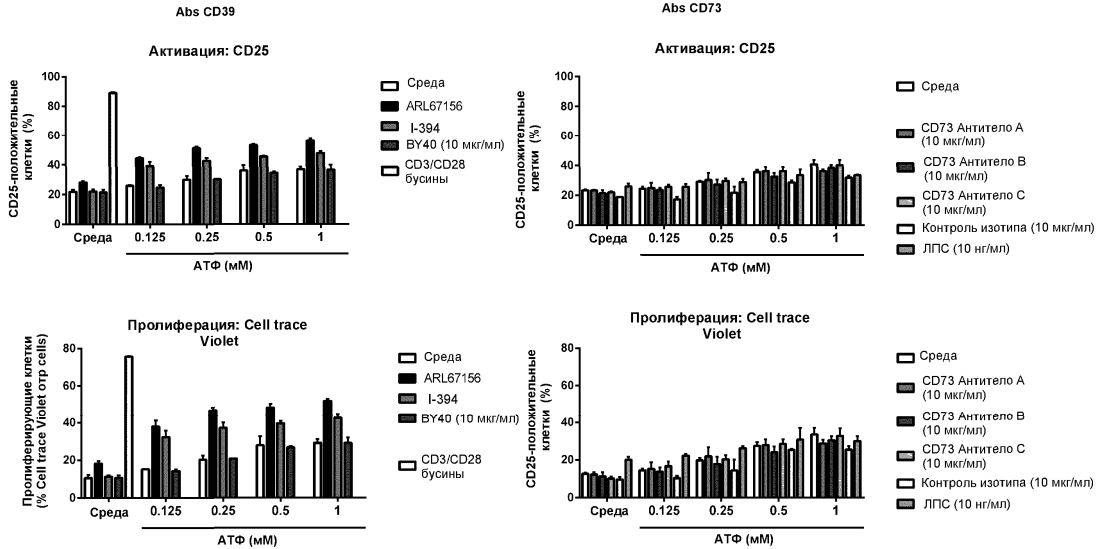 Abs CD39
Активация: CD25
CD25-положительные
клетки (%)
100
80
60
40
20
0
Среда
0.125
0.25
0.5
1
АТФ (мМ)
Среда
ARL67156
I-394
BY40 (10 мкг/мл)
CD3/CD28
бусины
Abs CD73
Активация: CD25
CD25-положительные
клетки (%)
100
80
60
40
20
0
Среда
0.125
0.25
0.5
1
АТФ (мМ)
Среда
CD73 Антитело A
(10 мкг/мл)
CD73 Антитело B
(10 мкг/мл)
CD73 Антитело C
(10 мкг/мл)
Контроль изотипа (10 мкг/мл)
ЛПС (10 нг/мл)
Пролиферация: Cell trace
Violet
Пролиферирующие клетки
(% Cell trace Violet отр cells)
80
60
40
20
0
Среда
0.125
0.25
0.5
1
АТФ (мМ)
Среда
ARL67156
I-394
BY40 (10 мкг/мл)
CD3/CD28
бусины
Пролиферация: Cell trace
Violet
CD25-положительные
клетки (%)
80
60
40
20
0
Среда
0.125
0.25
0.5
1
АТФ (мМ)
Среда
CD73 Антитело A
(10 мкг/мл)
CD73 Антитело B
(10 мкг/мл)
CD73 Антитело C
(10 мкг/мл)
Контроль изотипа (10 мкг/мл)
ЛПС (10 нг/мл)